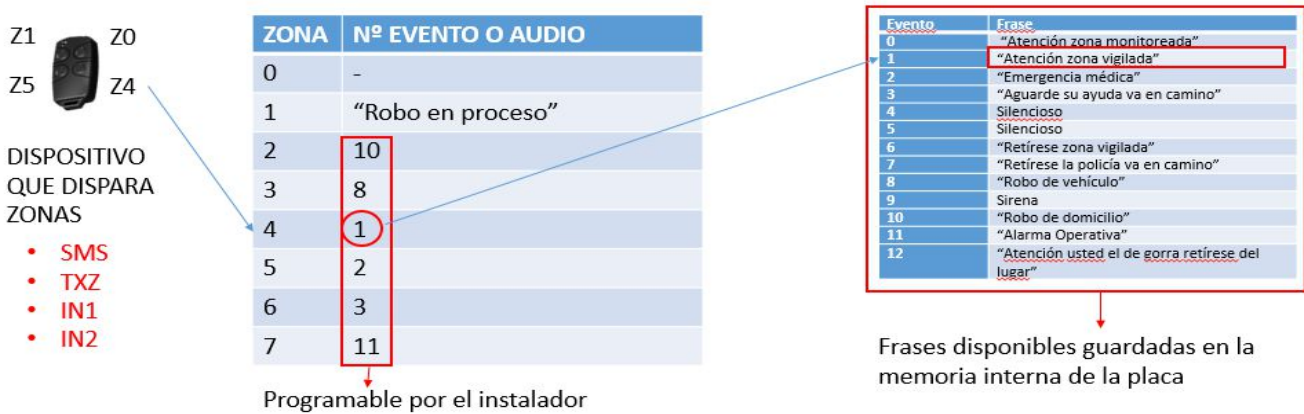 Z1 Z0
Z5 Z4
DISPOSITIVO
QUE DISPARA
ZONAS
• SMS
• TXZ
• IN1
• IN2
ZONA Nº EVENTO O AUDIO
0 -
1 "Robo en proceso"
2 10
3 8
4 1
5 2
6 3
7 11
Programable por el instalador
Evento Frase
0 "Atención zona monitoreada"
1 "Atención zona vigilada"
2 "Emergencia médica"
3 "Aguarde su ayuda va en camino"
4 Silencioso
5 Silencioso
6 "Retírese zona vigilada"
7 "Retírese la policía va en camino"
8 "Robo de vehículo"
9 Sirena
10 "Robo de domicilio"
11 "Alarma Operativa"
12 "Atención usted el de gorra retírese del
lugar"
Frases disponibles guardadas en la
memoria interna de la placa